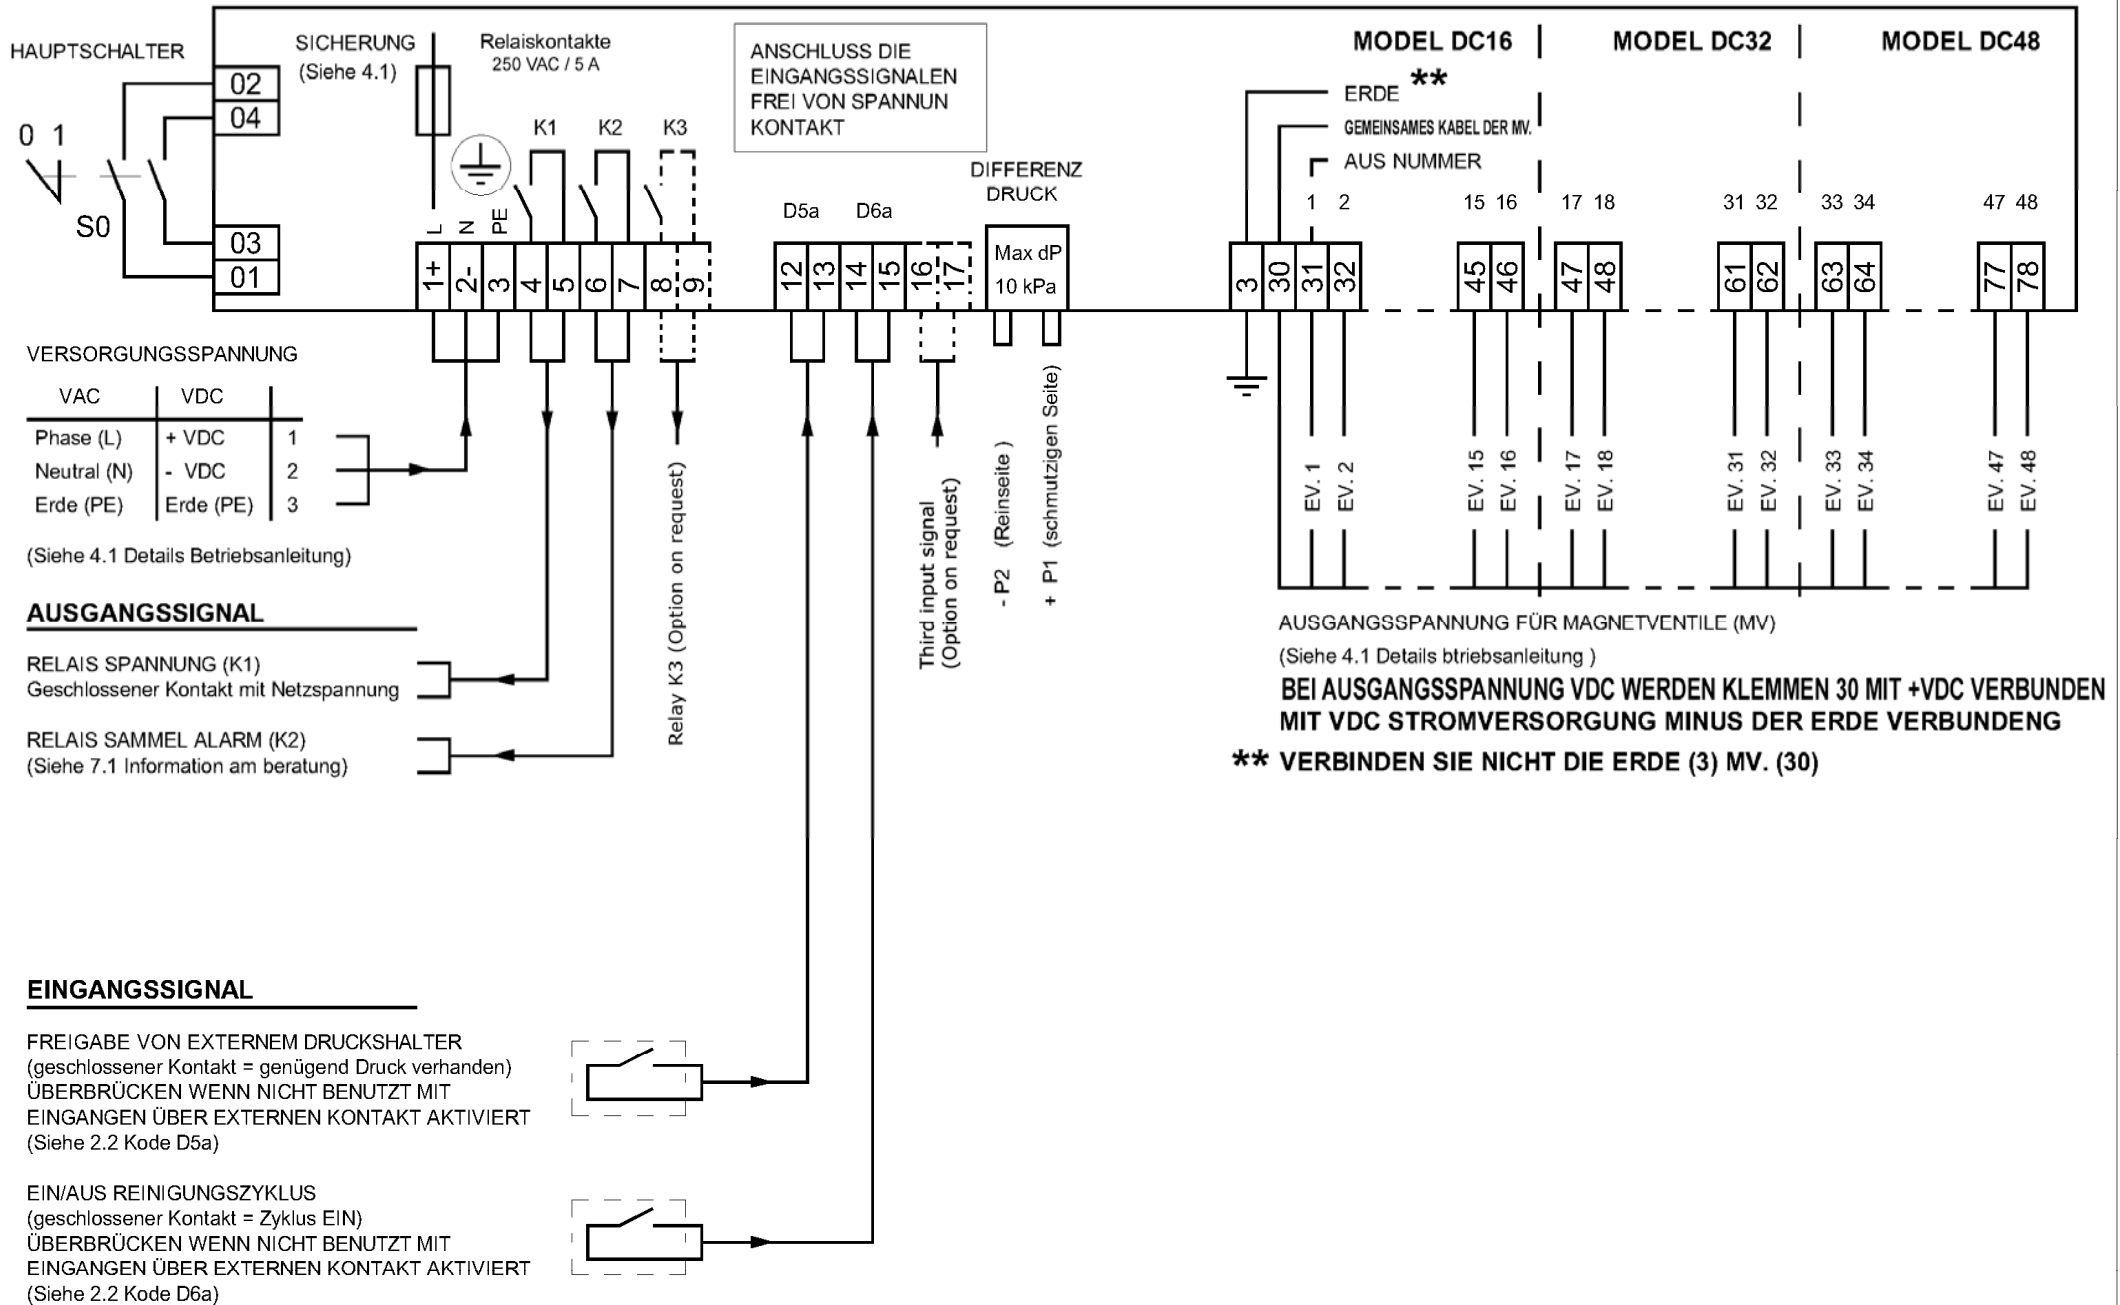 HAUPTSCHALTER
02
04
0 1
S0
03
01
SICHERUNG
(Siehe 4.1)
Relaiskontakte
250 VAC / 5 A
K1 K2 K3
L N PE
1+ 2- 3 4 5 6 7 8 9
ANSCHLUSS DIE
EINGANGSSIGNALEN
FREI VON SPANNUN
KONTAKT
D5a D6a
12 13 14 15 16 17
DIFFERENZ
DRUCK
Max dP
10 kPa
MODEL DC16 MODEL DC32 MODEL DC48
ERDE **
GEMEINSAMES KABEL DER MV.
AUS NUMMER
1 2 15 16 17 18 31 32 33 34 47 48
3 30 31 32 45 46 47 48 61 62 63 64 77 78
EV. 1 EV. 2 EV. 15 EV. 16 EV. 17 EV. 18 EV. 31 EV. 32 EV. 33 EV. 34 EV. 47 EV. 48
VERSORGUNGSSPANNUNG
VAC VDC
Phase (L) + VDC 1
Neutral (N) - VDC 2
Erde (PE) Erde (PE) 3
(Siehe 4.1 Details Betriebsanleitung)
Relay K3 (Option on request)
Third input signal
(Option on request)
- P2 (Reinseite )
+ P1 (schmutzigen Seite)
AUSGANGSSIGNAL
RELAIS SPANNUNG (K1)
Geschlossener Kontakt mit Netzspannung
RELAIS SAMMEL ALARM (K2)
(Siehe 7.1 Information am beratung)
AUSGANGSSPANNUNG FÜR MAGNETVENTILE (MV)
(Siehe 4.1 Details btriebsanleitung )
BEI AUSGANGSSPANNUNG VDC WERDEN KLEMMEN 30 MIT +VDC VERBUNDEN
MIT VDC STROMVERSORGUNG MINUS DER ERDE VERBUNDENG
** VERBINDEN SIE NICHT DIE ERDE (3) MV. (30)
EINGANGSSIGNAL
FREIGABE VON EXTERNEM DRUCKSHALTER
(geschlossener Kontakt = genügend Druck verhanden)
ÜBERBRÜCKEN WENN NICHT BENUTZT MIT
EINGANGEN ÜBER EXTERNEN KONTAKT AKTIVIERT
(Siehe 2.2 Kode D5a)
EIN/AUS REINIGUNGSZYKLUS
(geschlossener Kontakt = Zyklus EIN)
ÜBERBRÜCKEN WENN NICHT BENUTZT MIT
EINGANGEN ÜBER EXTERNEN KONTAKT AKTIVIERT
(Siehe 2.2 Kode D6a)